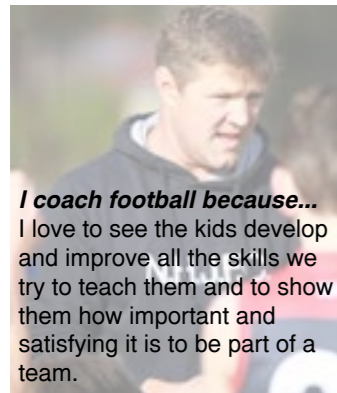 I coach football because...
I love to see the kids develop
and improve all the skills we
try to teach them and to show
them how important and
satisfying it is to be part of a
team.